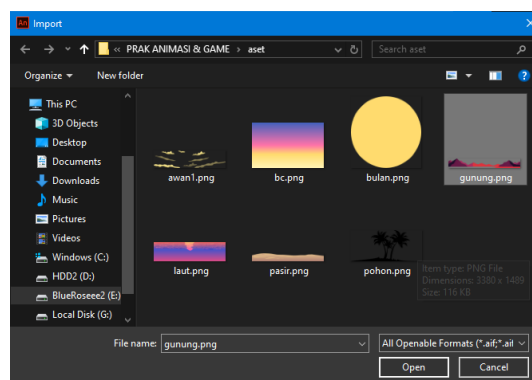 An Import
« PRAK ANIMASI & GAME > aset
Search aset
Organize
New folder
?
This PC
3D Objects
Desktop
Documents
Downloads
Music
Pictures
Videos
Windows (C:)
HDD2 (D:)
BlueRoseee2 (E:)
Local Disk (G:)
awan1.png
bc.png
bulan.png
gunung.png
laut.png
pasir.png
pohon.png
Item type: PNG File
Dimensions: 3380 x 1489
Size: 116 KB
File name: gunung.png
All Openable Formats (*.aif;*.aif
Open
Cancel